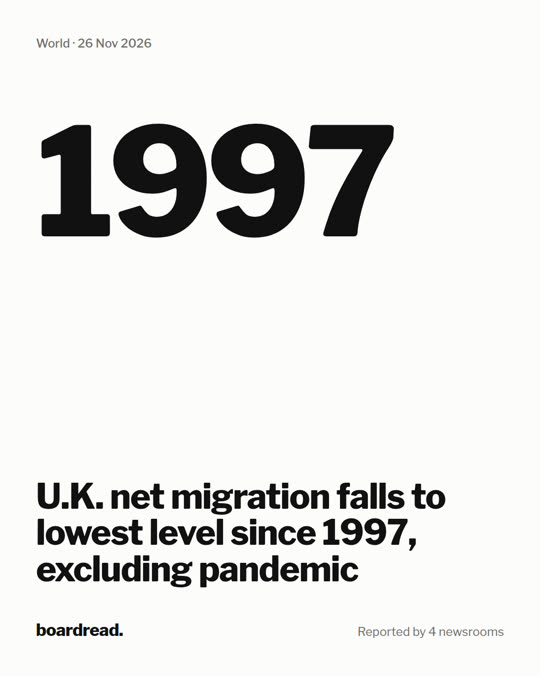 World · 26 Nov 2026
1997
U.K. net migration falls to
lowest level since 1997,
excluding pandemic
boardread.
Reported by 4 newsrooms